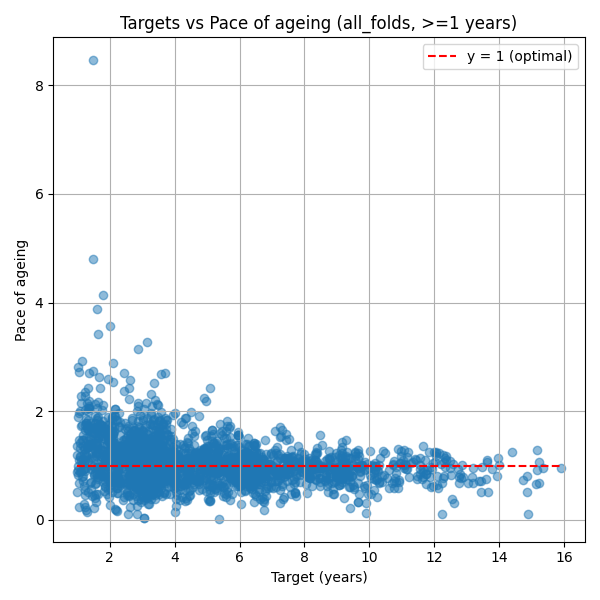 Targets vs Pace of ageing (all_folds, >=1 years)
y = 1 (optimal)
Pace of ageing
8
6
4
2
0
2 4 6 8 10 12 14 16
Target (years)